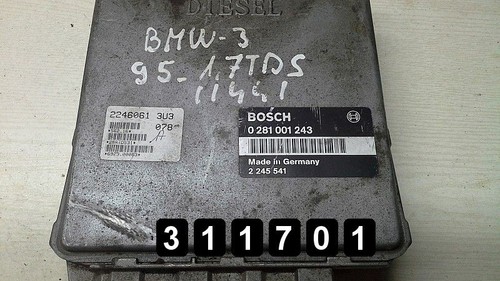 DIESEL
BMW-3
95-1,7TDS
11441
2246061 3U3
078
A
BOSCH
0 281 001 243
Made in Germany
2 245 541
311701